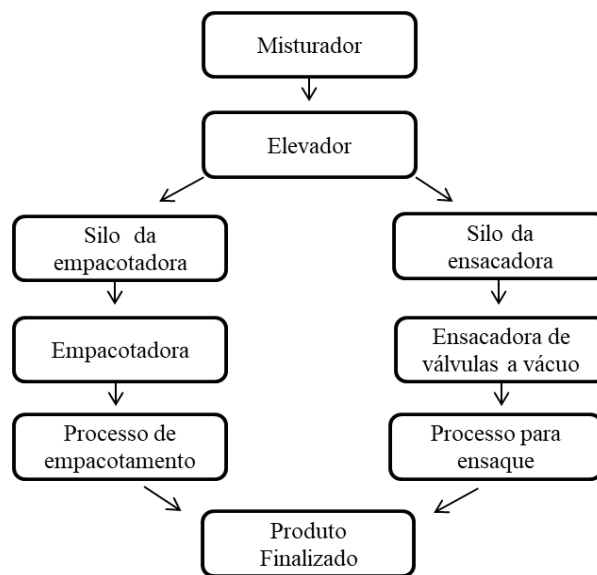 Misturador
Elevador
Silo da
empacotadora
Silo da
ensacadora
Empacotadora
Ensacadora de
válvulas a vácuo
Processo de
empacotamento
Processo para
ensaque
Produto
Finalizado